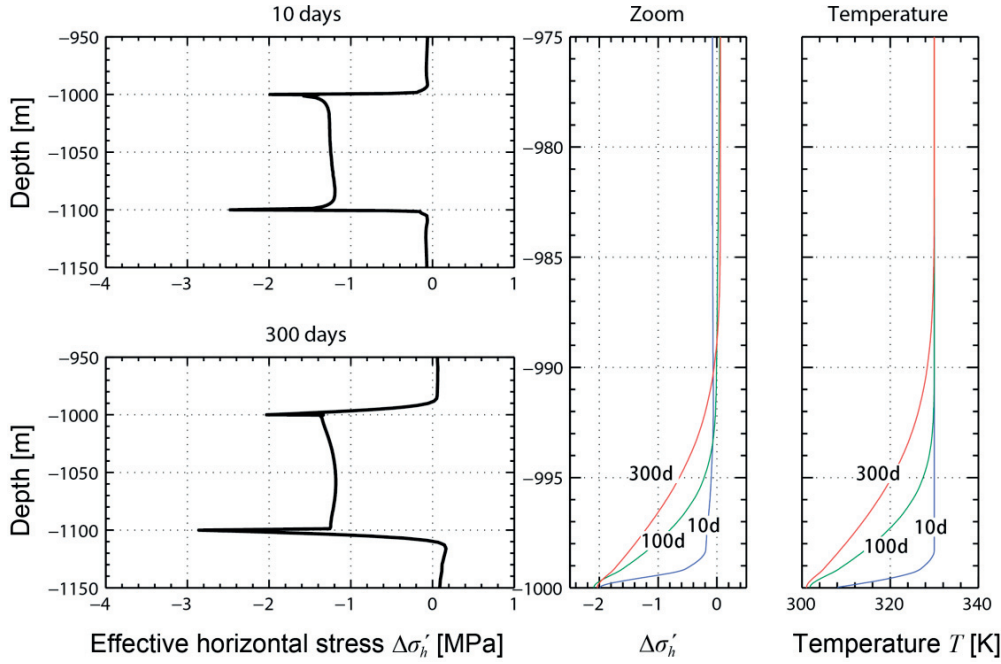 10 days
Zoom
Temperature
−950
−1000
−1050
−1100
−1150
Depth [m]
−4
−3
−2
−1
0
1
300 days
−950
−1000
−1050
−1100
−1150
Depth [m]
−4
−3
−2
−1
0
1
Effective horizontal stress Δσh′ [MPa]
−975
−980
−985
−990
−995
−1000
300d
100d
10d
−2
−1
0
Δσh′
300d
100d
10d
300
320
340
Temperature T [K]